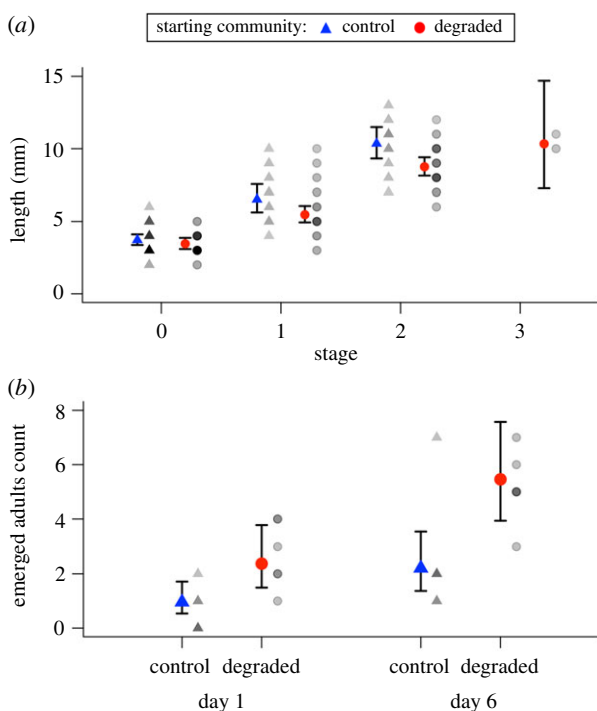 (a)
starting community: control degraded
15
10
5
0
length (mm)
0 1 2 3
stage
(b)
8
6
4
2
0
emerged adults count
control degraded control degraded
day 1 day 6